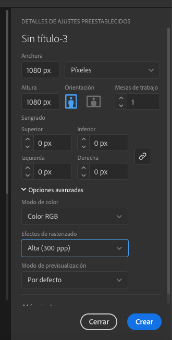 DETALLES DE AJUSTES PREESTABLECIDOS
Sin título-3
Anchura
1080 px Píxeles
Altura Orientación Mesas de trabajo
1080 px 1
Sangrado
Superior Inferior
0 px 0 px
Izquierda Derecha
0 px 0 px
Opciones avanzadas
Modo de color
Color RGB
Efectos de rasterizado
Alta (300 ppp)
Modo de previsualización
Por defecto
Cerrar Crear